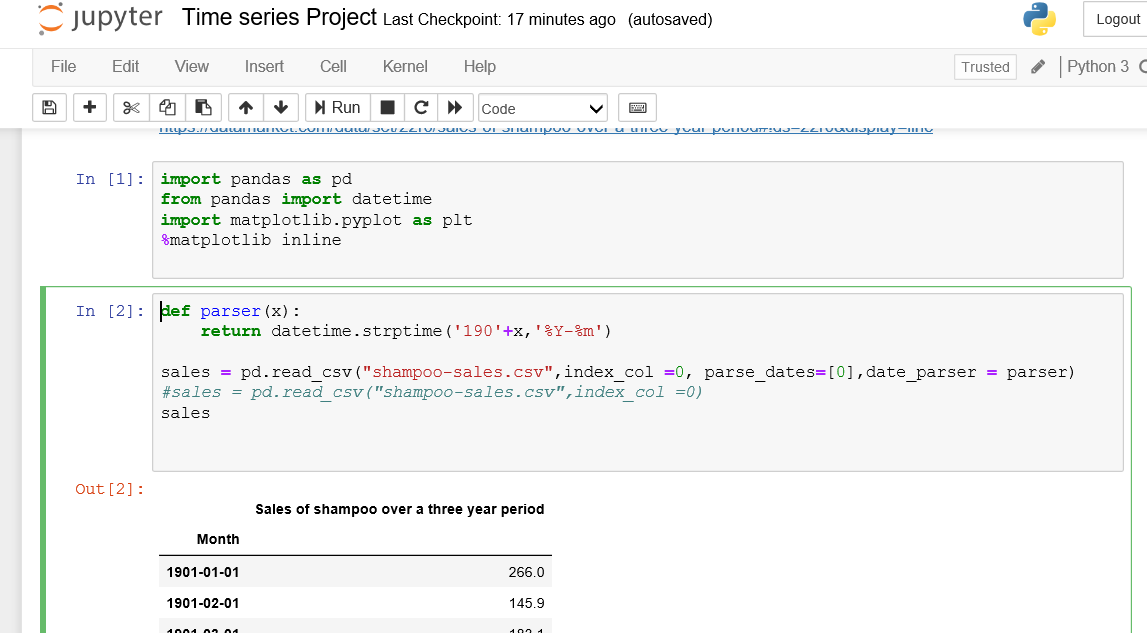 jupyter Time series Project Last Checkpoint: 17 minutes ago (autosaved)
Logout
File Edit View Insert Cell Kernel Help
Trusted Python 3
Run Code
https://datamarket.com/data/set/22r0/sales-of-shampoo-over-a-three-year-period#!ds=22r0&display=line
In [1]: import pandas as pd
from pandas import datetime
import matplotlib.pyplot as plt
%matplotlib inline
In [2]: def parser(x):
    return datetime.strptime('190'+x,'%Y-%m')
sales = pd.read_csv("shampoo-sales.csv",index_col =0, parse_dates=[0],date_parser = parser)
#sales = pd.read_csv("shampoo-sales.csv",index_col =0)
sales
Out[2]:
Sales of shampoo over a three year period
Month
1901-01-01 266.0
1901-02-01 145.9
1901-03-01 183.1